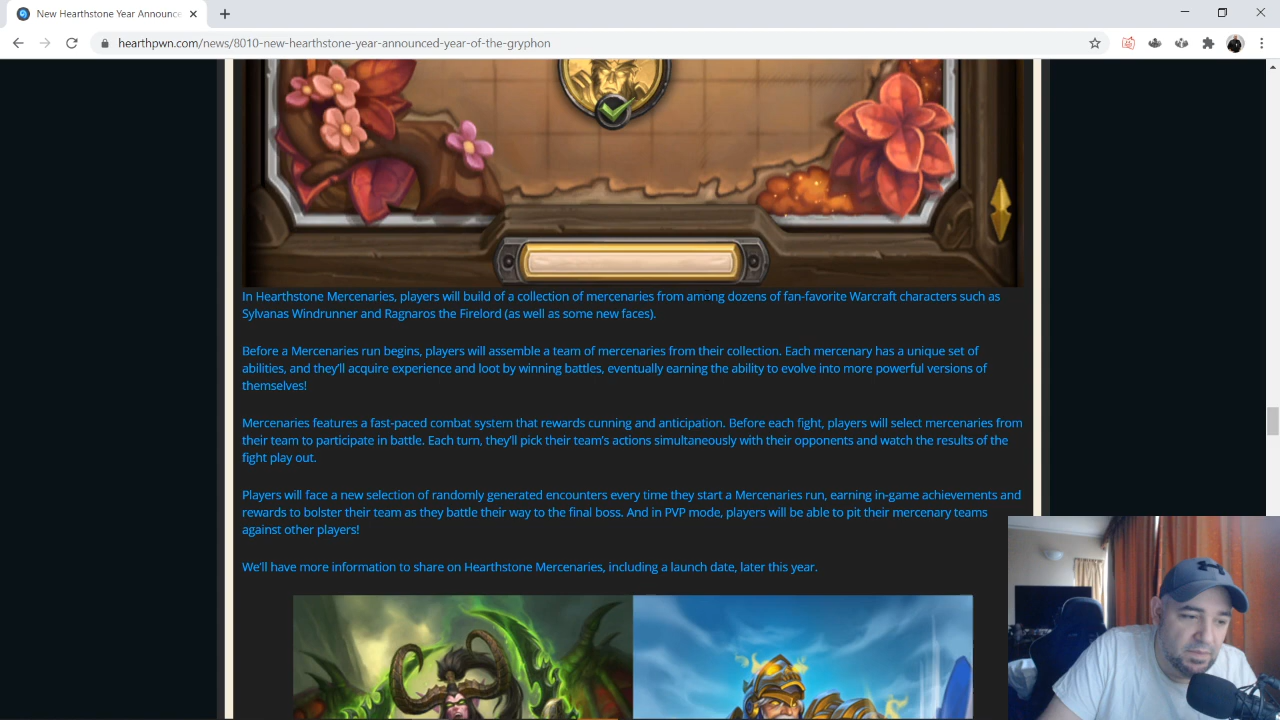 New Hearthstone Year Announce
hearthpwn.com/news/8010-new-hearthstone-year-announced-year-of-the-gryphon
In Hearthstone Mercenaries, players will build of a collection of mercenaries from among dozens of fan-favorite Warcraft characters such as
Sylvanas Windrunner and Ragnaros the Firelord (as well as some new faces).
Before a Mercenaries run begins, players will assemble a team of mercenaries from their collection. Each mercenary has a unique set of
abilities, and they'll acquire experience and loot by winning battles, eventually earning the ability to evolve into more powerful versions of
themselves!
Mercenaries features a fast-paced combat system that rewards cunning and anticipation. Before each fight, players will select mercenaries from
their team to participate in battle. Each turn, they'll pick their team's actions simultaneously with their opponents and watch the results of the
fight play out.
Players will face a new selection of randomly generated encounters every time they start a Mercenaries run, earning in-game achievements and
rewards to bolster their team as they battle their way to the final boss. And in PVP mode, players will be able to pit their mercenary teams
against other players!
We'll have more information to share on Hearthstone Mercenaries, including a launch date, later this year.